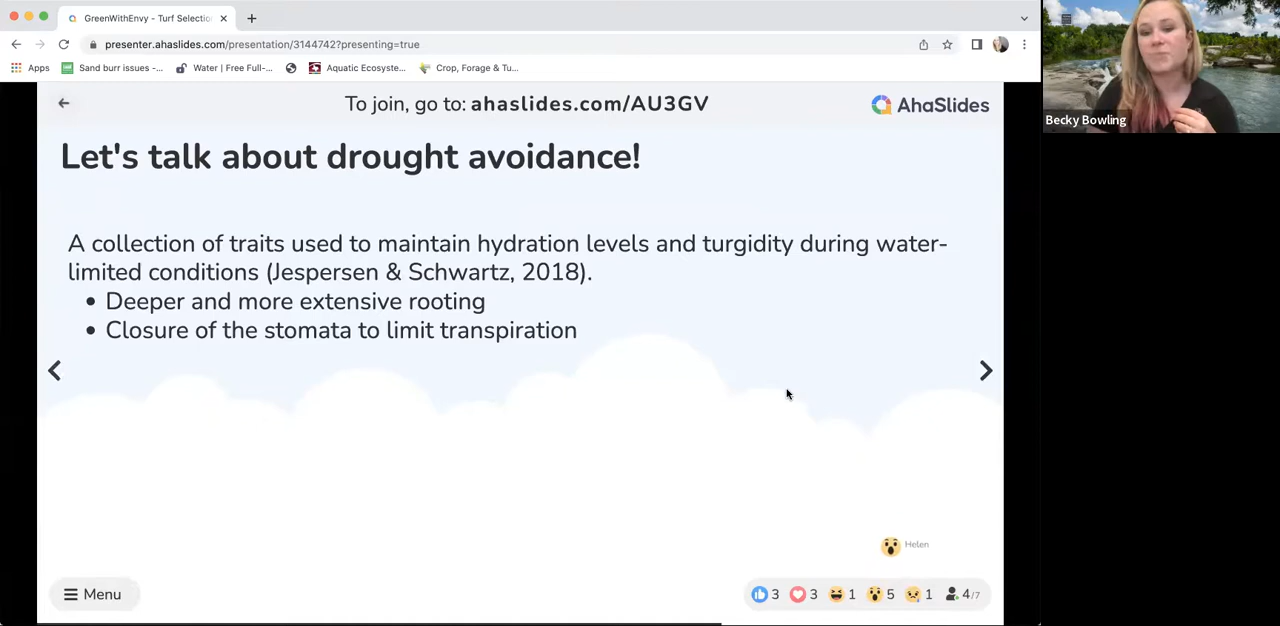 GreenWithEnvy - Turf Selectio
presenter.ahaslides.com/presentation/3144742?presenting=true
Apps
Sand burr issues -...
Water | Free Full-...
Aquatic Ecosyste...
Crop, Forage & Tu...
To join, go to: ahaslides.com/AU3GV
AhaSlides
Becky Bowling
Let's talk about drought avoidance!
A collection of traits used to maintain hydration levels and turgidity during water-
limited conditions (Jespersen & Schwartz, 2018).
• Deeper and more extensive rooting
• Closure of the stomata to limit transpiration
Helen
Menu
3 3 1 5 1 4/7